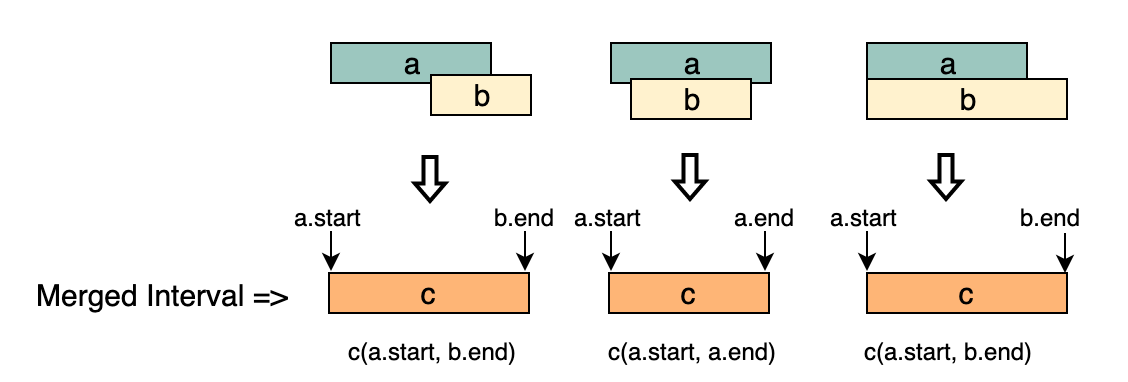 a
b
a
b
a
b
a.start
b.end
a.start
a.end
a.start
b.end
Merged Interval =>
c
c
c
c(a.start, b.end)
c(a.start, a.end)
c(a.start, b.end)